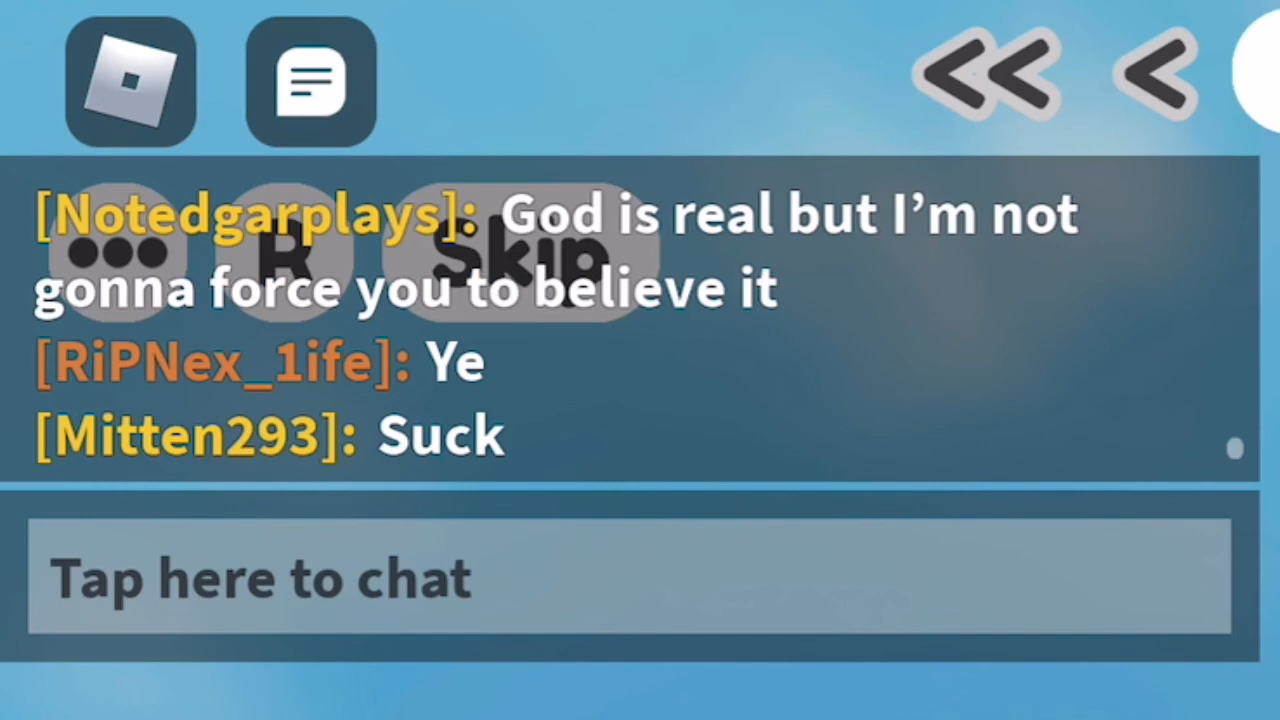 [Notedgarplays]: God is real but I’m not
gonna force you to believe it
[RiPNex_1ife]: Ye
[Mitten293]: Suck
R
Skip
Tap here to chat